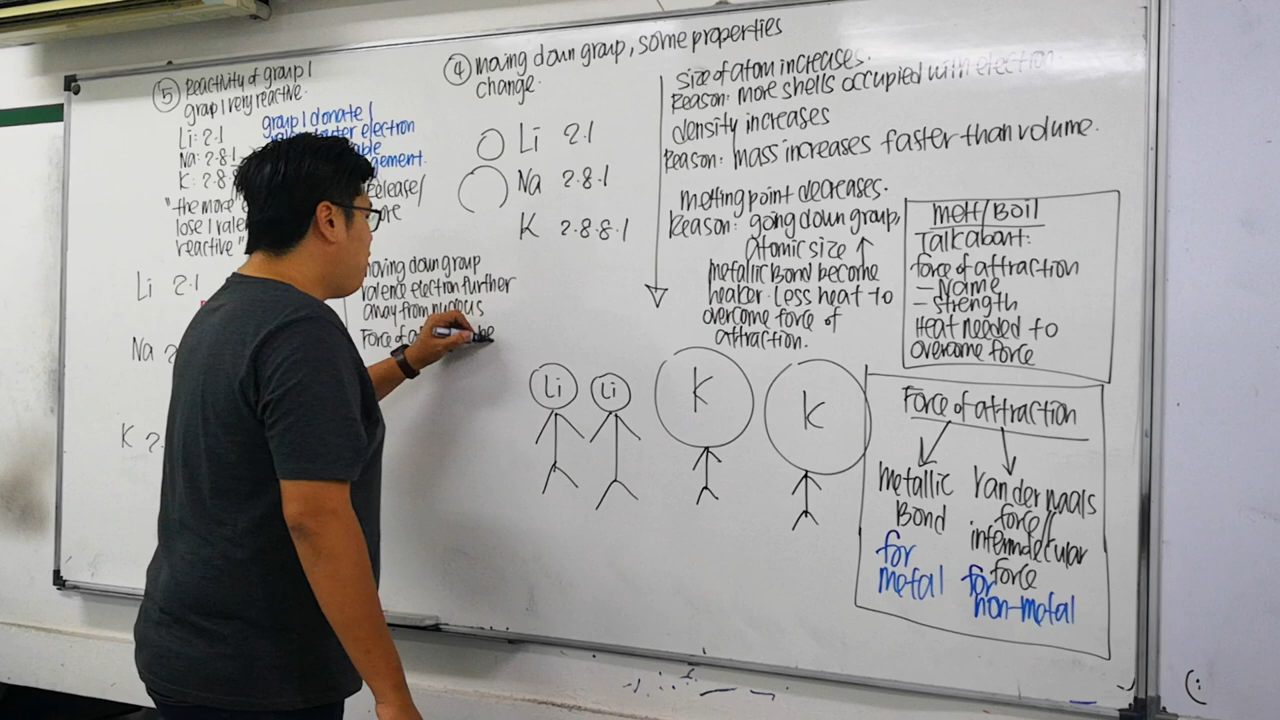 5 Reactivity of group 1
group 1 very reactive.
Li: 2.1
Na: 2.8.1
K: 2.8.8
group 1 donate 1
electron
release/
"the more
lose 1
reactive"
Li 2.1
Na
K
moving down group
valence electron further
away from nucleus
Force of
4 moving down group, some properties
change.
Li 2.1
Na 2.8.1
K 2.8.8.1
size of atom increases.
Reason: more shells occupied with electron.
density increases
Reason: mass increases faster than volume.
melting point decreases.
Reason: going down group,
atomic size ↑
metallic bond become
weaker. Less heat to
overcome force of
attraction.
Li Li K K
melt/Boil
Talk about:
force of attraction
- Name
- strength
Heat needed to
overcome force
Force of attraction
metallic
Bond
for
metal
Van der Waals
force//
intermolecular
force
for
non-metal